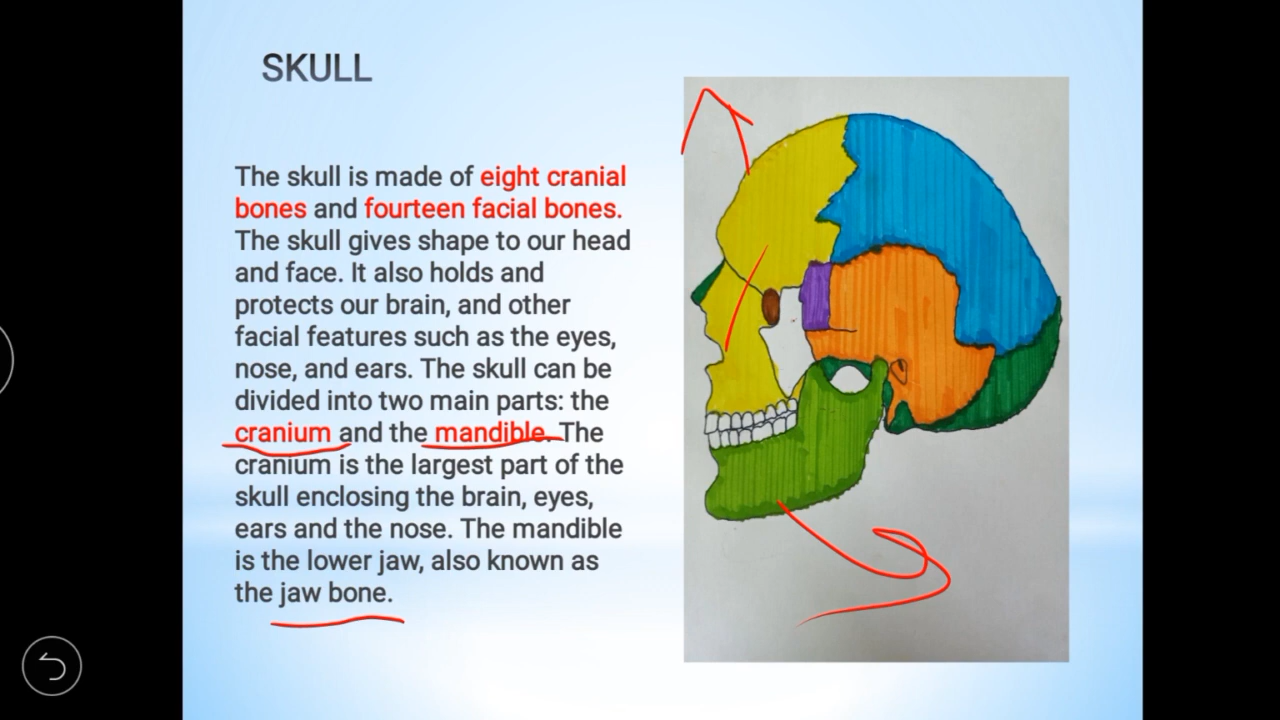 SKULL
The skull is made of eight cranial
bones and fourteen facial bones.
The skull gives shape to our head
and face. It also holds and
protects our brain, and other
facial features such as the eyes,
nose, and ears. The skull can be
divided into two main parts: the
cranium and the mandible. The
cranium is the largest part of the
skull enclosing the brain, eyes,
ears and the nose. The mandible
is the lower jaw, also known as
the jaw bone.